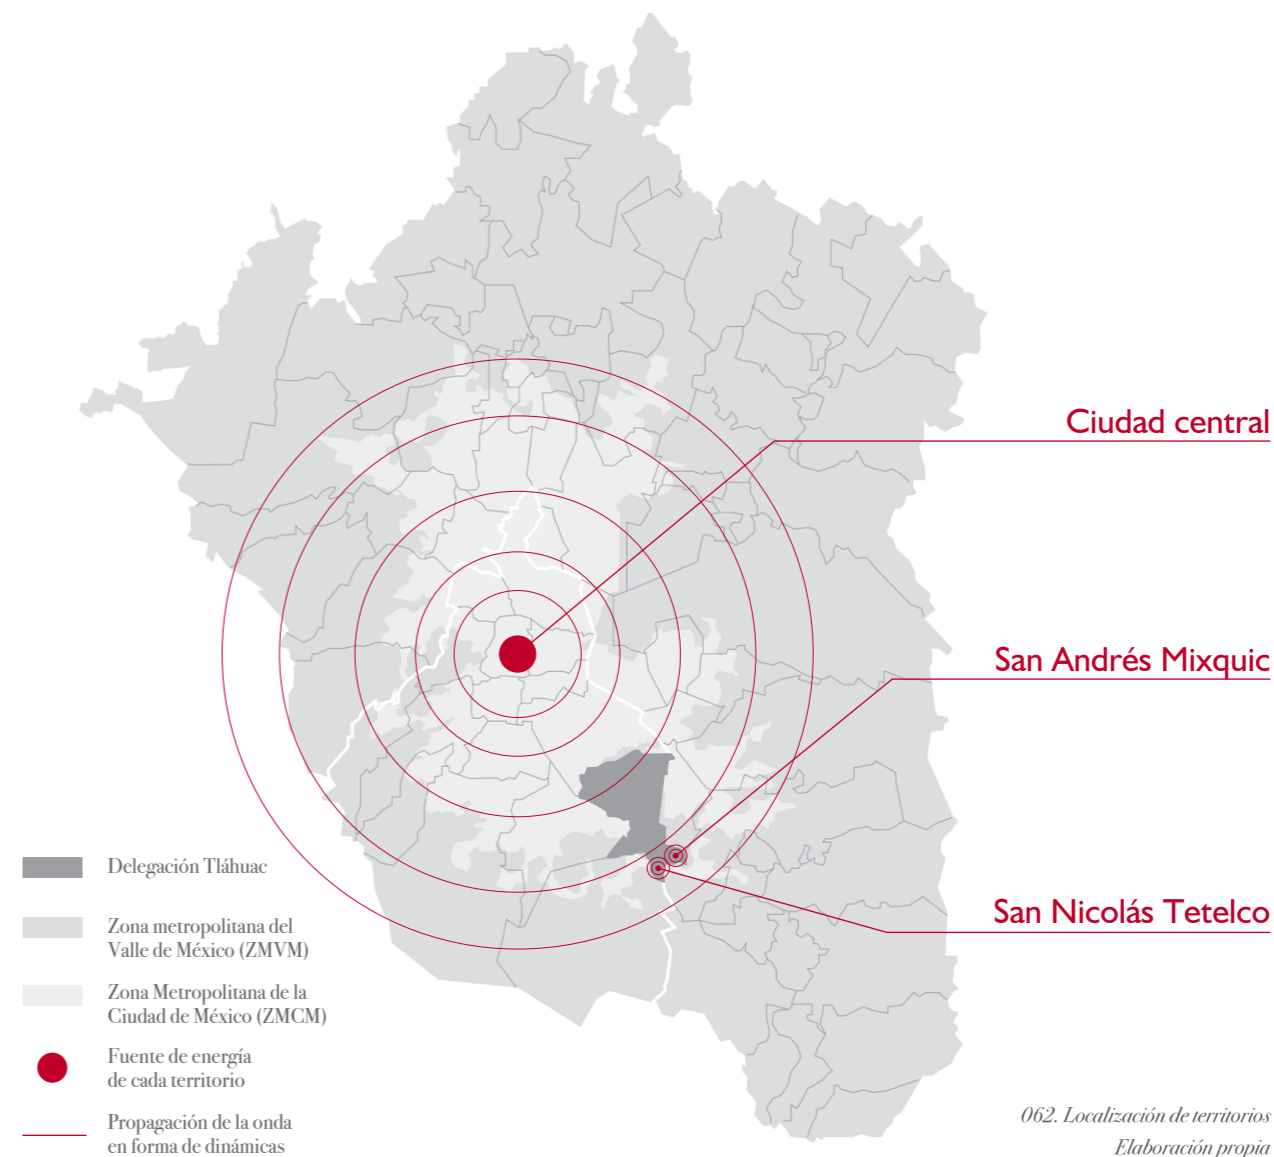 Ciudad central
San Andrés Mixquic
San Nicolás Tetelco
Delegación Tláhuac
Zona metropolitana del
Valle de México (ZMVM)
Zona Metropolitana de la
Ciudad de México (ZMCM)
Fuente de energía
de cada territorio
Propagación de la onda
en forma de dinámicas
062. Localización de territorios
Elaboración propia